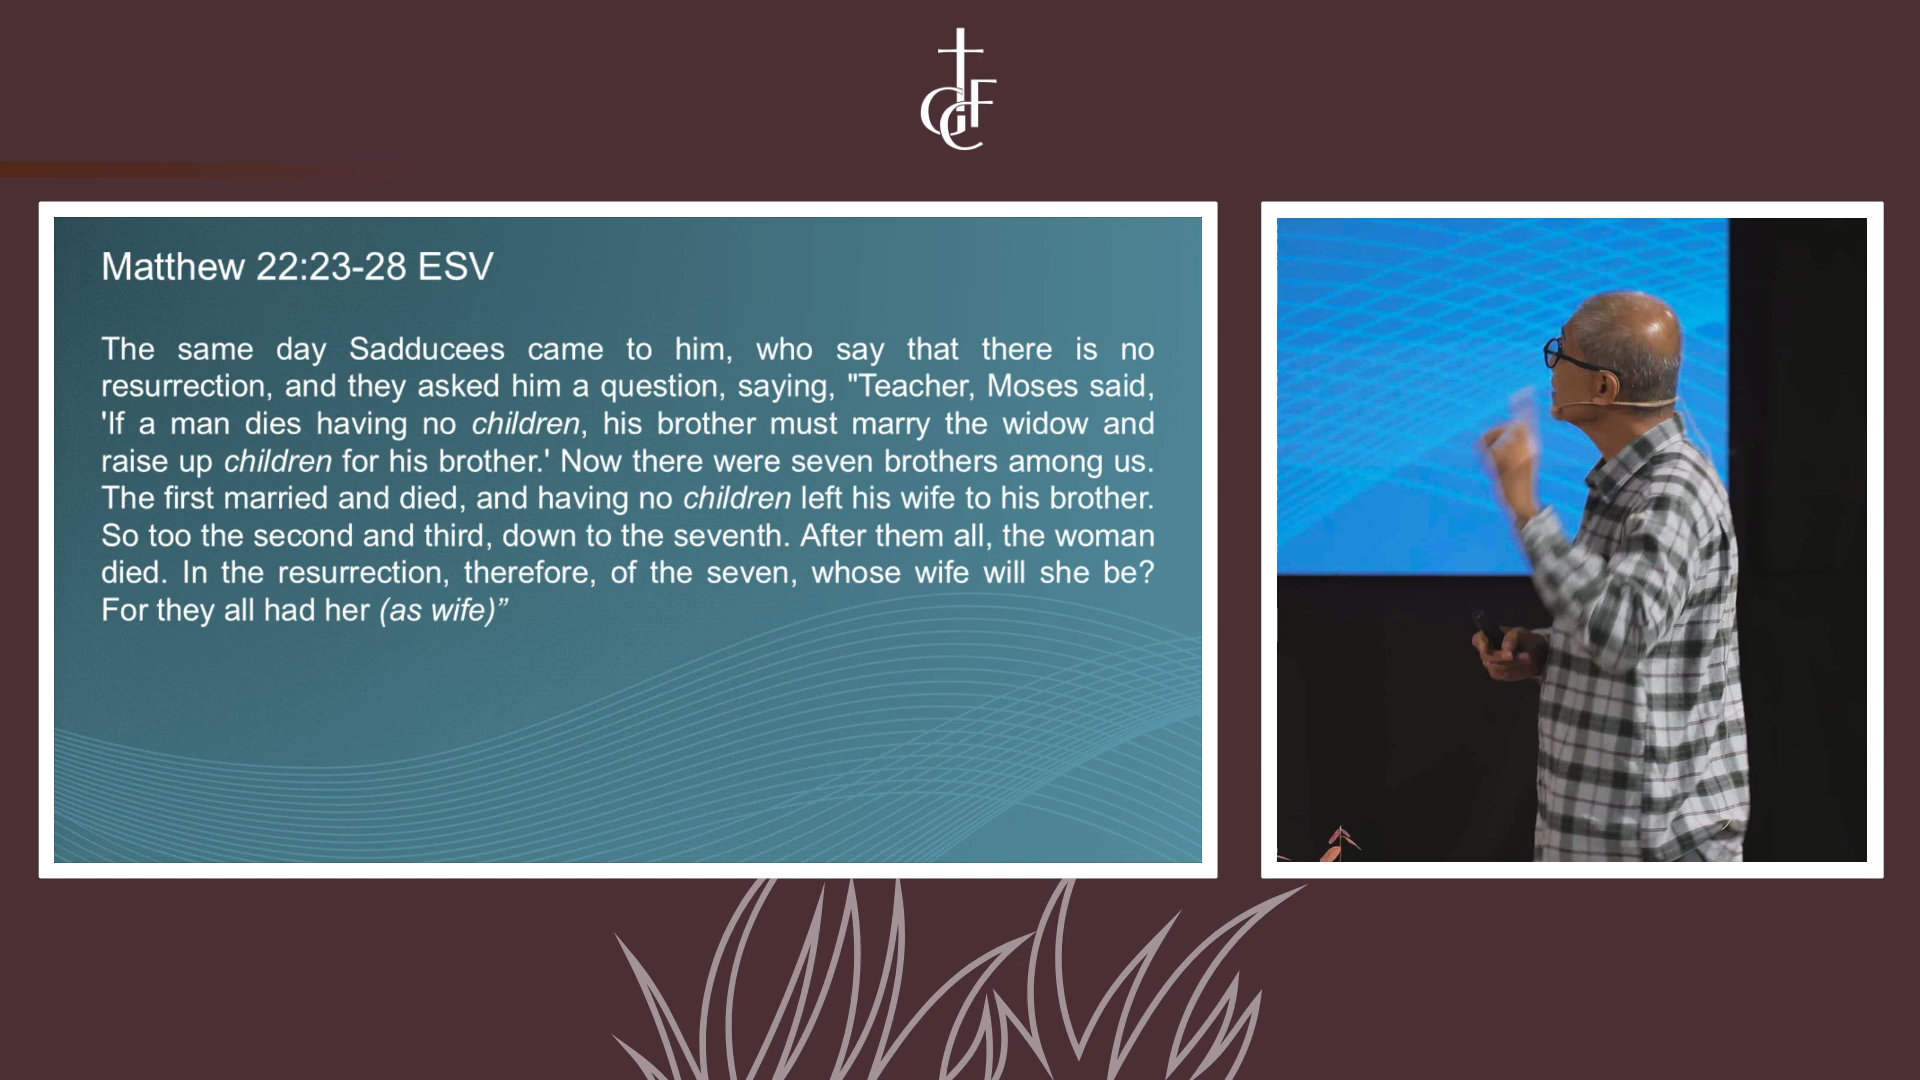 Matthew 22:23-28 ESV
The same day Sadducees came to him, who say that there is no
resurrection, and they asked him a question, saying, "Teacher, Moses said,
'If a man dies having no children, his brother must marry the widow and
raise up children for his brother.' Now there were seven brothers among us.
The first married and died, and having no children left his wife to his brother.
So too the second and third, down to the seventh. After them all, the woman
died. In the resurrection, therefore, of the seven, whose wife will she be?
For they all had her (as wife)”